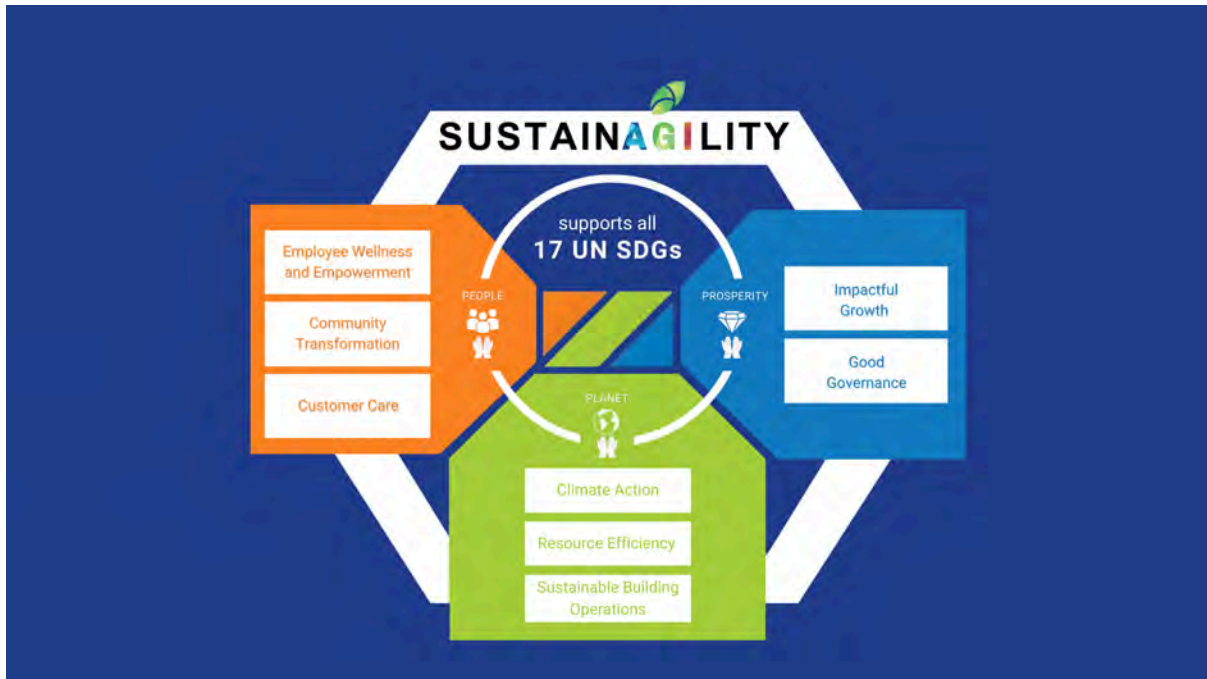 SUSTAINAGILITY
supports all
17 UN SDGs
PEOPLE
Employee Wellness
and Empowerment
Community
Transformation
Customer Care
PROSPERITY
Impactful
Growth
Good
Governance
PLANET
Climate Action
Resource Efficiency
Sustainable Building
Operations